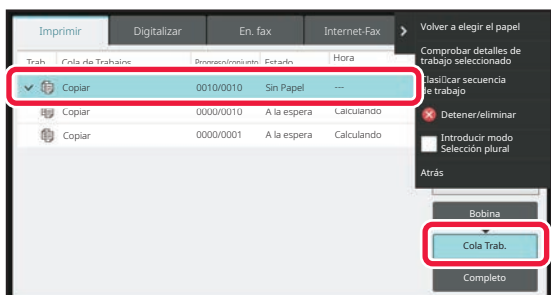 Imprimir Digitalizar En. fax Internet-Fax
Trab. Cola de Trabajos Progreso/conjunto Estado Hora
Copiar 0010/0010 Sin Papel ---
Copiar 0000/0010 A la espera Calculando
Copiar 0000/0001 A la espera Calculando
Volver a elegir el papel
Comprobar detalles de
trabajo seleccionado
Clasificar secuencia
de trabajo
Detener/eliminar
Introducir modo
Selección plural
Atrás
Bobina
Cola Trab.
Completo